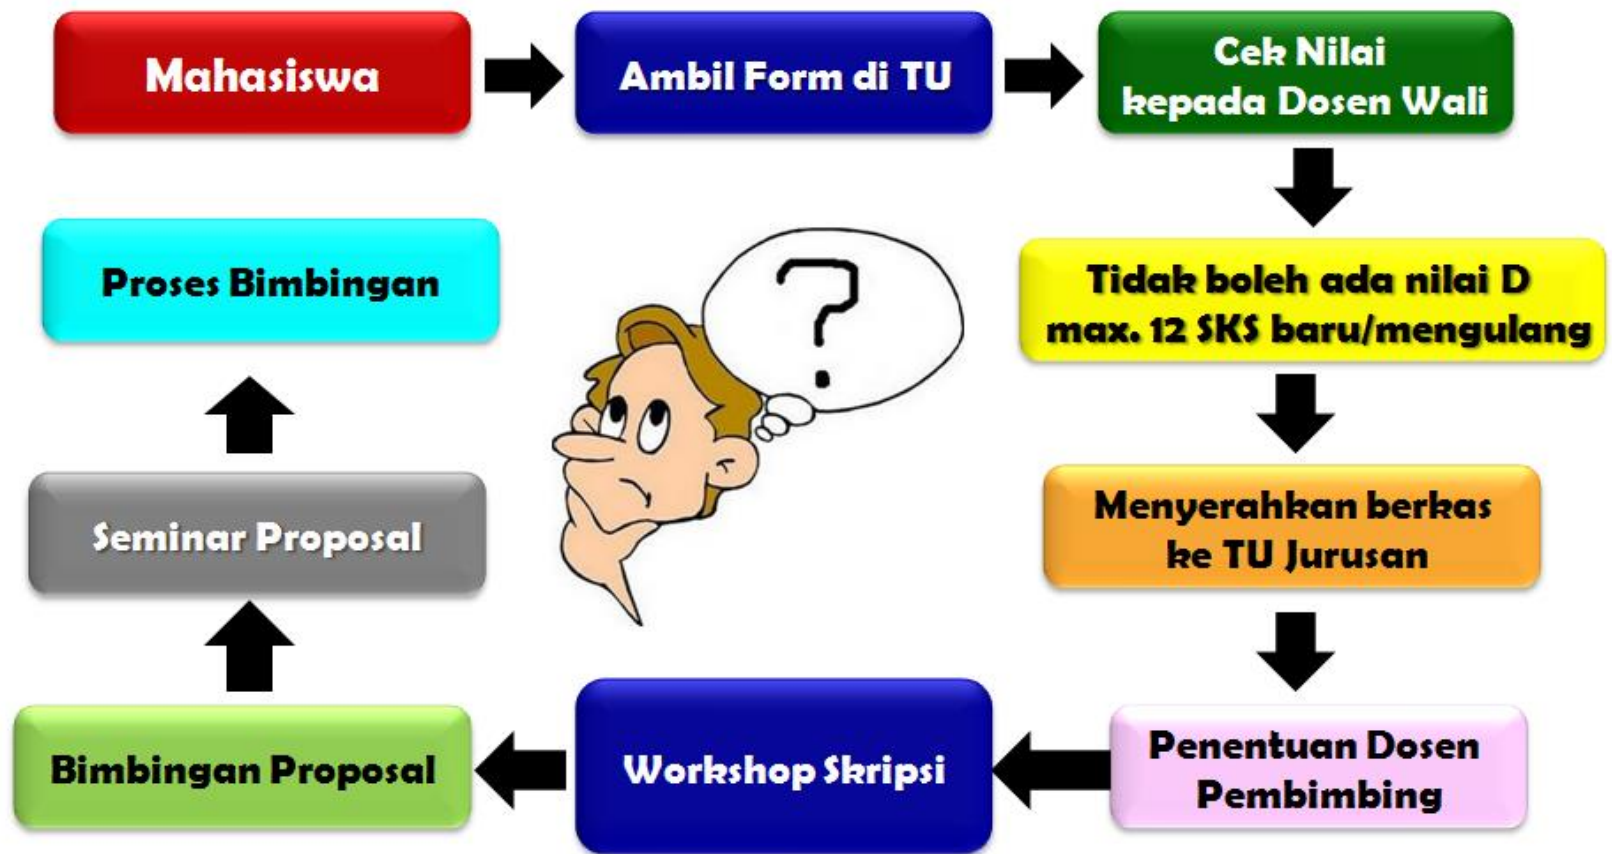 Mahasiswa
Ambil Form di TU
Cek Nilai
kepada Dosen Wali
Tidak boleh ada nilai D
max. 12 SKS baru/mengulang
Menyerahkan berkas
ke TU Jurusan
Penentuan Dosen
Pembimbing
Workshop Skripsi
Bimbingan Proposal
Seminar Proposal
Proses Bimbingan
?